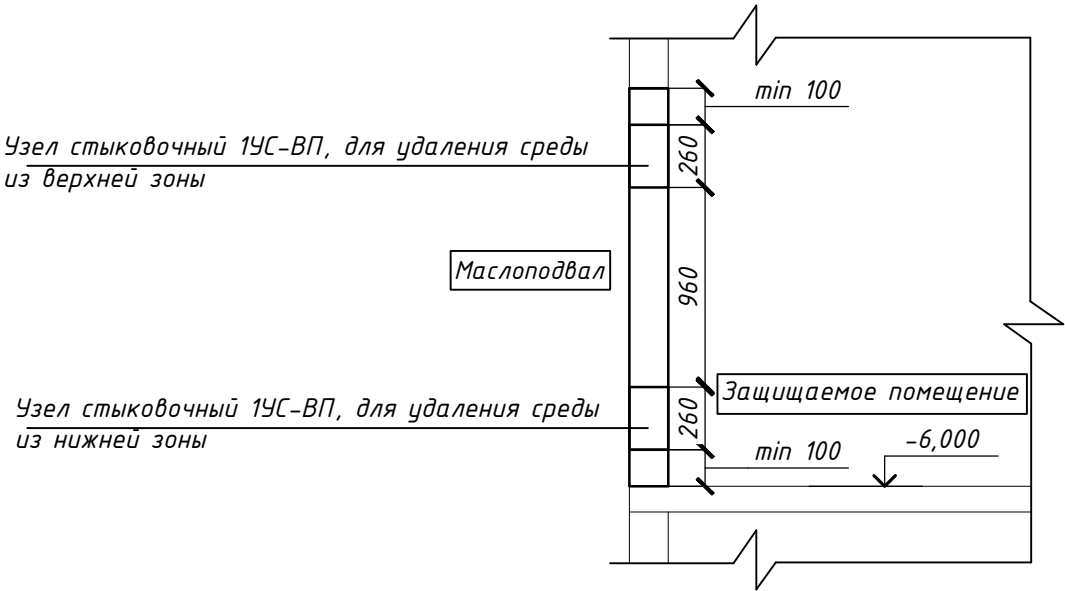 min 100
Узел стыковочный 1УС-ВП, для удаления среды
из верхней зоны
260
Маслоподвал
960
Защищаемое помещение
Узел стыковочный 1УС-ВП, для удаления среды
из нижней зоны
260
min 100
-6,000